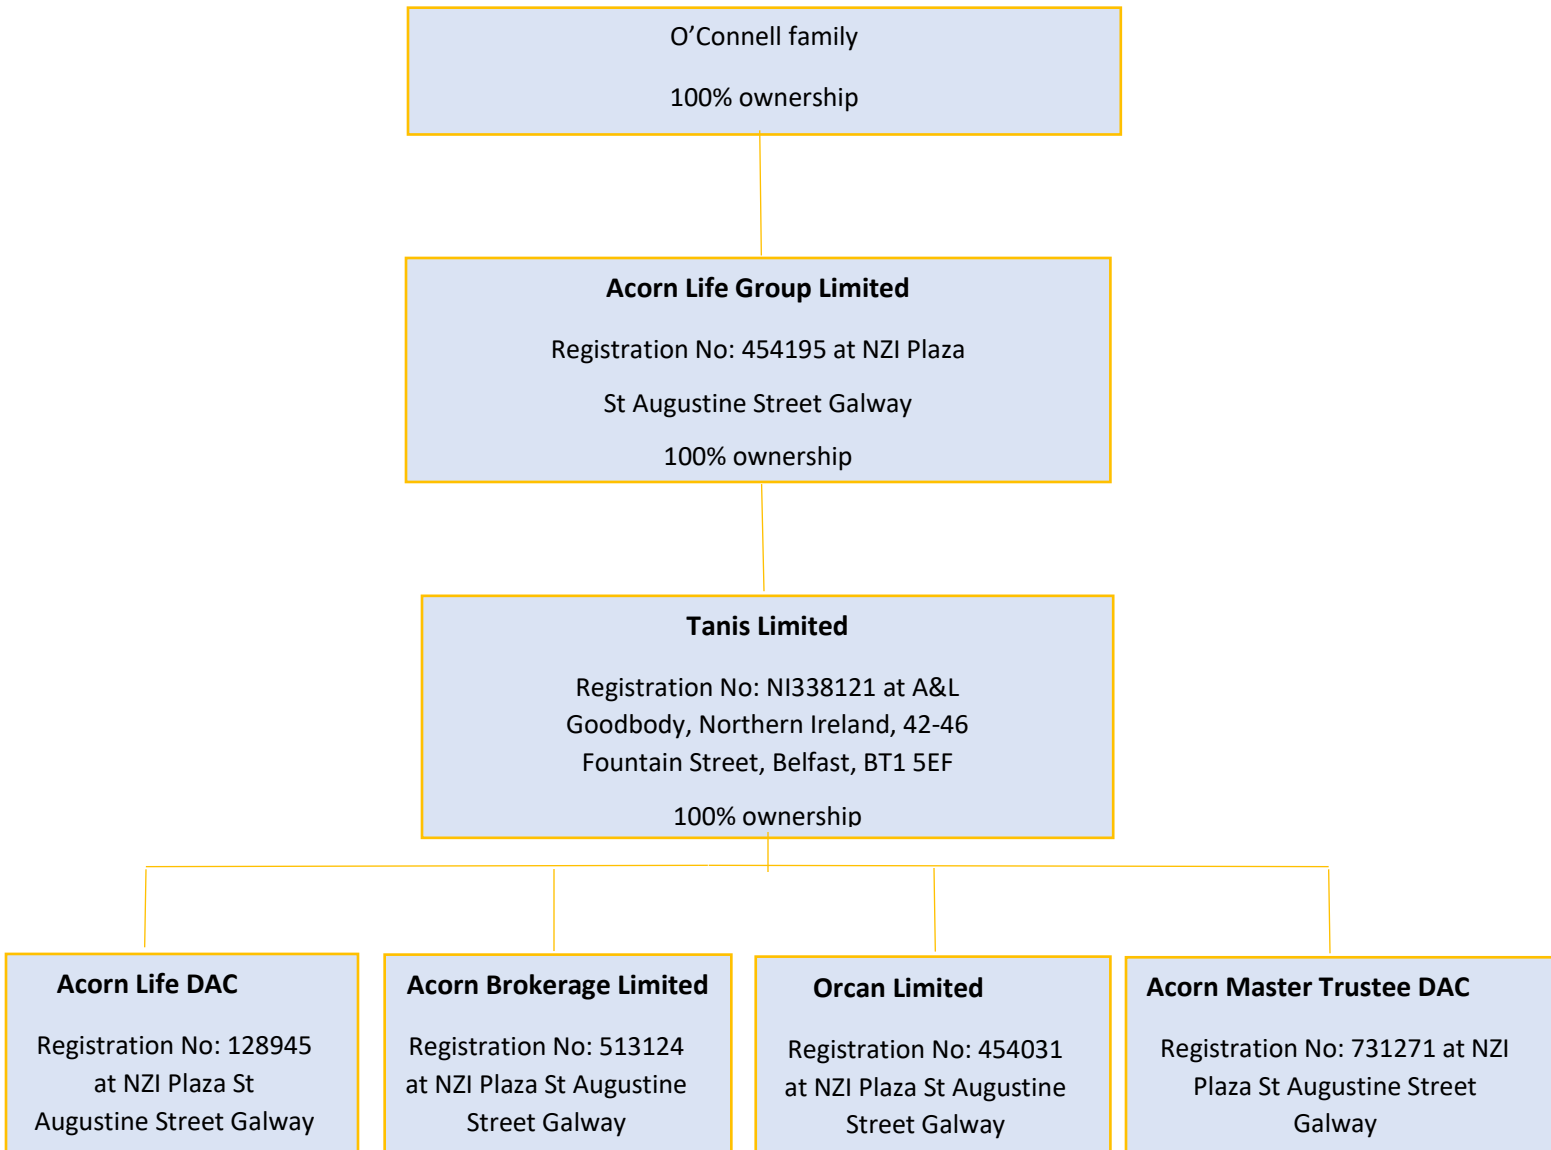 O’Connell family
100% ownership
Acorn Life Group Limited
Registration No: 454195 at NZI Plaza
St Augustine Street Galway
100% ownership
Tanis Limited
Registration No: NI338121 at A&L
Goodbody, Northern Ireland, 42-46
Fountain Street, Belfast, BT1 5EF
100% ownership
Acorn Life DAC
Registration No: 128945
at NZI Plaza St
Augustine Street Galway
Acorn Brokerage Limited
Registration No: 513124
at NZI Plaza St Augustine
Street Galway
Orcan Limited
Registration No: 454031
at NZI Plaza St Augustine
Street Galway
Acorn Master Trustee DAC
Registration No: 731271 at NZI
Plaza St Augustine Street
Galway